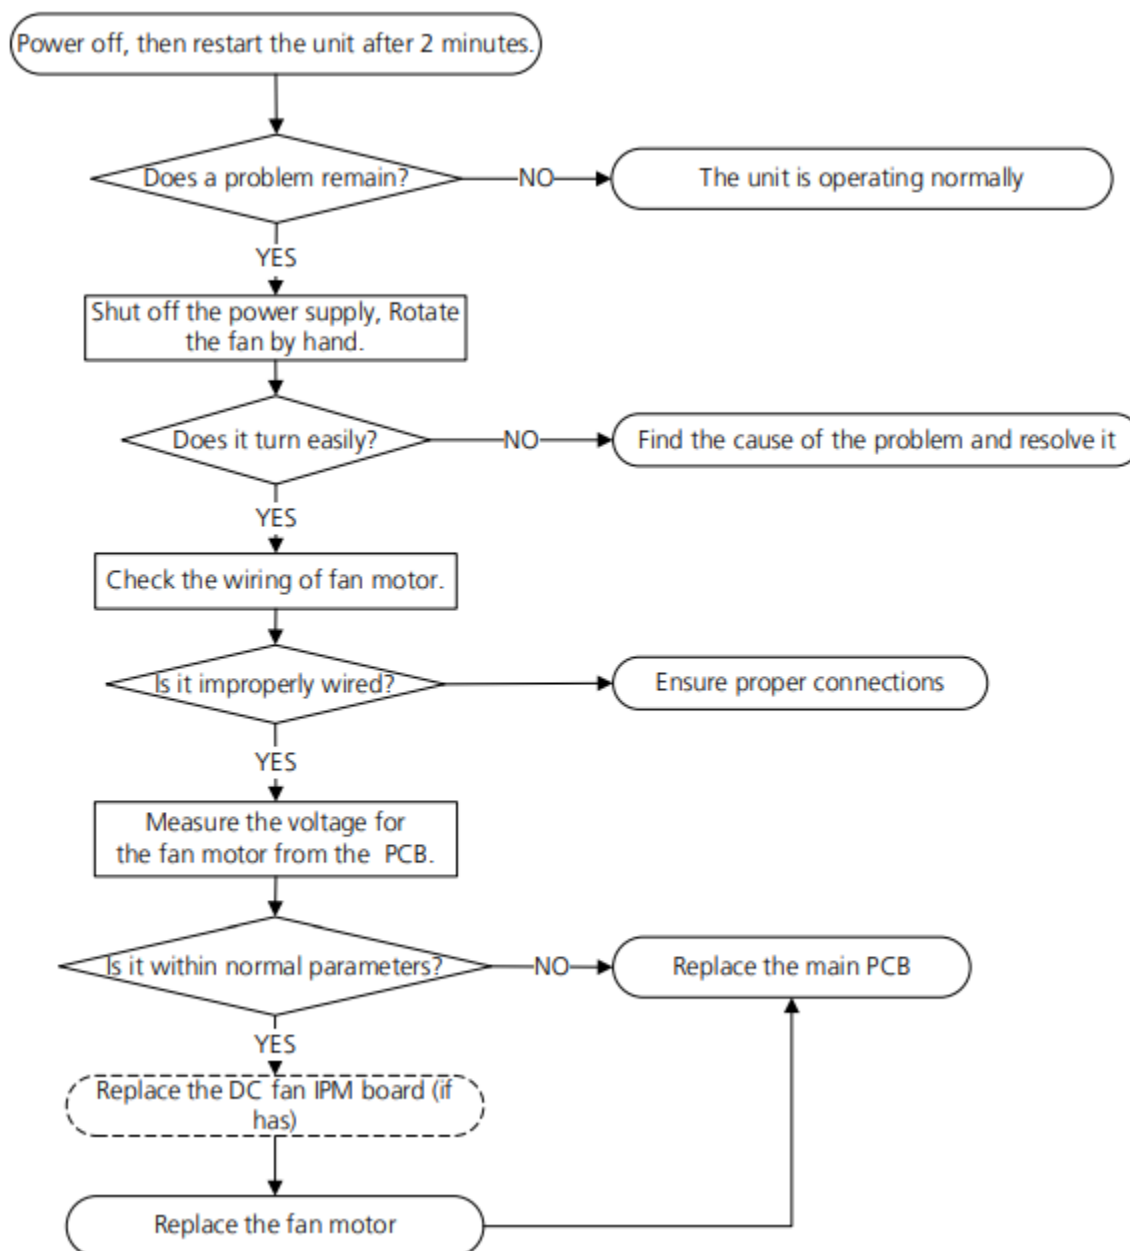 Power off, then restart the unit after 2 minutes.
Does a problem remain?
NO
The unit is operating normally
YES
Shut off the power supply, Rotate
the fan by hand.
Does it turn easily?
NO
Find the cause of the problem and resolve it
YES
Check the wiring of fan motor.
Is it improperly wired?
Ensure proper connections
YES
Measure the voltage for
the fan motor from the PCB.
Is it within normal parameters?
NO
Replace the main PCB
YES
Replace the DC fan IPM board (if
has)
Replace the fan motor